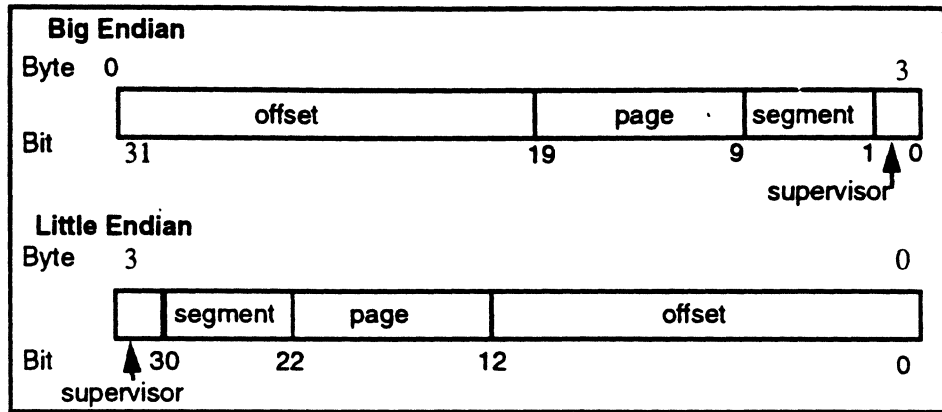 Big Endian
Byte 0 3
offset page segment
Bit 31 19 9 1 0
supervisor
Little Endian
Byte 3 0
segment page offset
Bit 30 22 12 0
supervisor